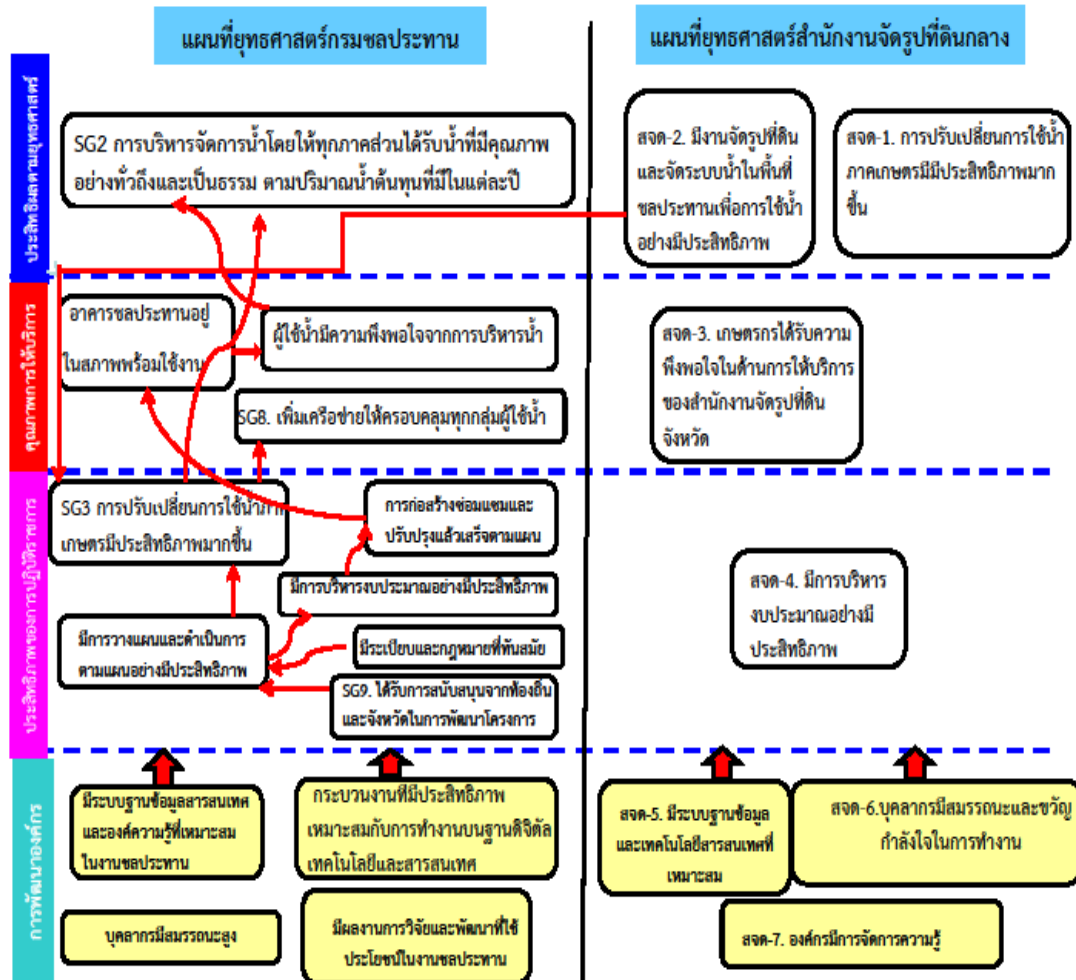 แผนที่ยุทธศาสตร์กรมชลประทาน
แผนที่ยุทธศาสตร์สำนักงานจัดรูปที่ดินกลาง
ประสิทธิผลตามยุทธศาสตร์
SG2 การบริหารจัดการน้ำโดยให้ทุกภาคส่วนได้รับน้ำที่มีคุณภาพ
อย่างทั่วถึงและเป็นธรรม ตามปริมาณน้ำต้นทุนที่มีในแต่ละปี
สจด-2. มีงานจัดรูปที่ดิน
และจัดระบบน้ำในพื้นที่
ชลประทานเพื่อการใช้น้ำ
อย่างมีประสิทธิภาพ
สจด-1. การปรับเปลี่ยนการใช้น้ำ
ภาคเกษตรมีมีประสิทธิภาพมาก
ขึ้น
คุณภาพการให้บริการ
อาคารชลประทานอยู่
ในสภาพพร้อมใช้งาน
ผู้ใช้น้ำมีความพึงพอใจจากการบริหารน้ำ
SG8. เพิ่มเครือข่ายให้ครอบคลุมทุกกลุ่มผู้ใช้น้ำ
สจด-3. เกษตรกรได้รับความ
พึงพอใจในด้านการให้บริการ
ของสำนักงานจัดรูปที่ดิน
จังหวัด
ประสิทธิภาพของการปฏิบัติราชการ
SG3 การปรับเปลี่ยนการใช้น้ำภาค
เกษตรมีประสิทธิภาพมากขึ้น
การก่อสร้างซ่อมแซมและ
ปรับปรุงแล้วเสร็จตามแผน
มีการบริหารงบประมาณอย่างมีประสิทธิภาพ
มีการวางแผนและดำเนินการ
ตามแผนอย่างมีประสิทธิภาพ
มีระเบียบและกฎหมายที่ทันสมัย
SG9. ได้รับการสนับสนุนจากท้องถิ่น
และจังหวัดในการพัฒนาโครงการ
สจด-4. มีการบริหาร
งบประมาณอย่างมี
ประสิทธิภาพ
การพัฒนาองค์กร
มีระบบฐานข้อมูลสารสนเทศ
และองค์ความรู้ที่เหมาะสม
ในงานชลประทาน
กระบวนงานที่มีประสิทธิภาพ
เหมาะสมกับการทำงานบนฐานดิจิตัล
เทคโนโลยีและสารสนเทศ
สจด-5. มีระบบฐานข้อมูล
และเทคโนโลยีสารสนเทศที่
เหมาะสม
สจด-6.บุคลากรมีสมรรถนะและขวัญ
กำลังใจในการทำงาน
บุคลากรมีสมรรถนะสูง
มีผลงานการวิจัยและพัฒนาที่ใช้
ประโยชน์ในงานชลประทาน
สจด-7. องค์กรมีการจัดการความรู้